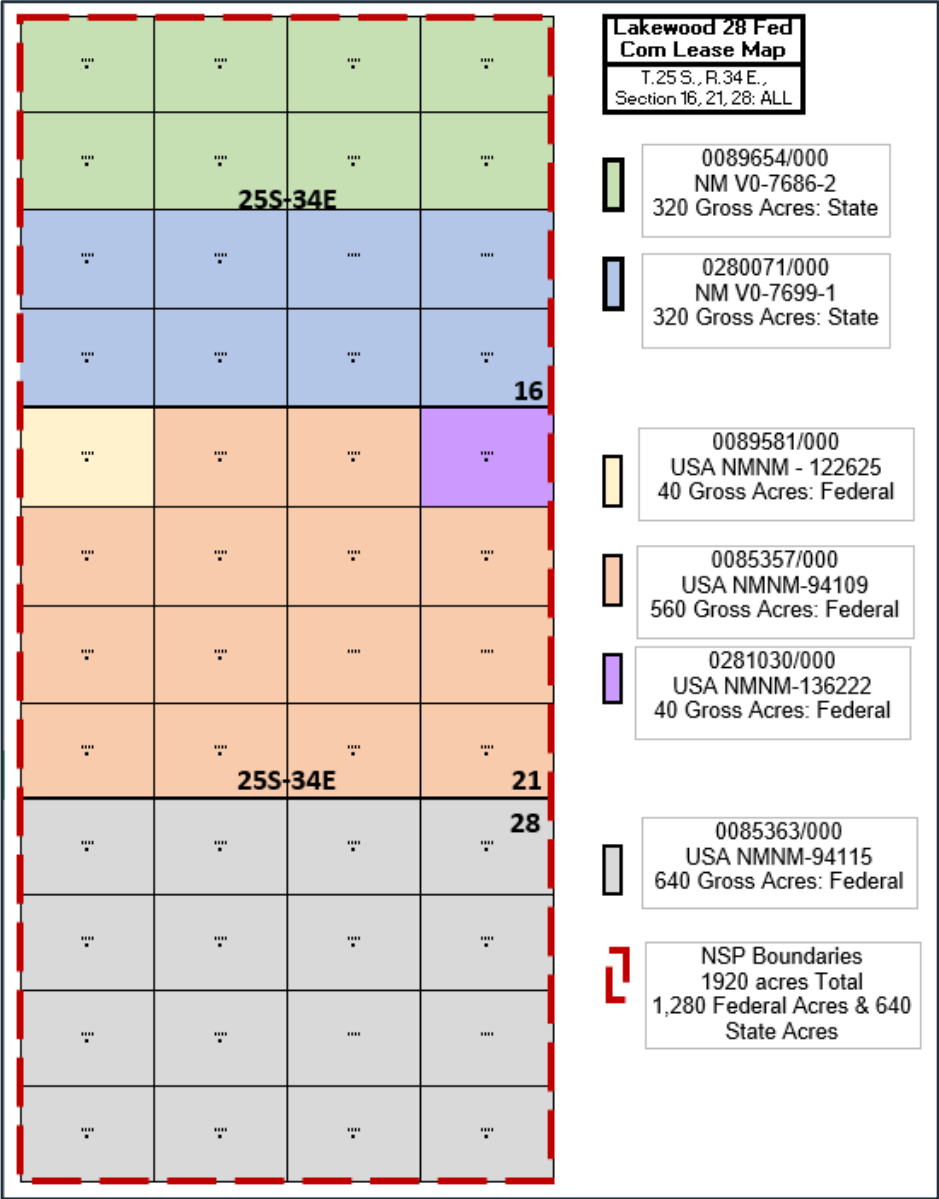 Lakewood 28 Fed
Com Lease Map
T.25 S., R.34 E.,
Section 16, 21, 28: ALL
0089654/000
NM V0-7686-2
320 Gross Acres: State
25S-34E
0280071/000
NM V0-7699-1
320 Gross Acres: State
16
0089581/000
USA NMNM - 122625
40 Gross Acres: Federal
0085357/000
USA NMNM-94109
560 Gross Acres: Federal
0281030/000
USA NMNM-136222
40 Gross Acres: Federal
25S-34E
21
28
0085363/000
USA NMNM-94115
640 Gross Acres: Federal
NSP Boundaries
1920 acres Total
1,280 Federal Acres & 640
State Acres